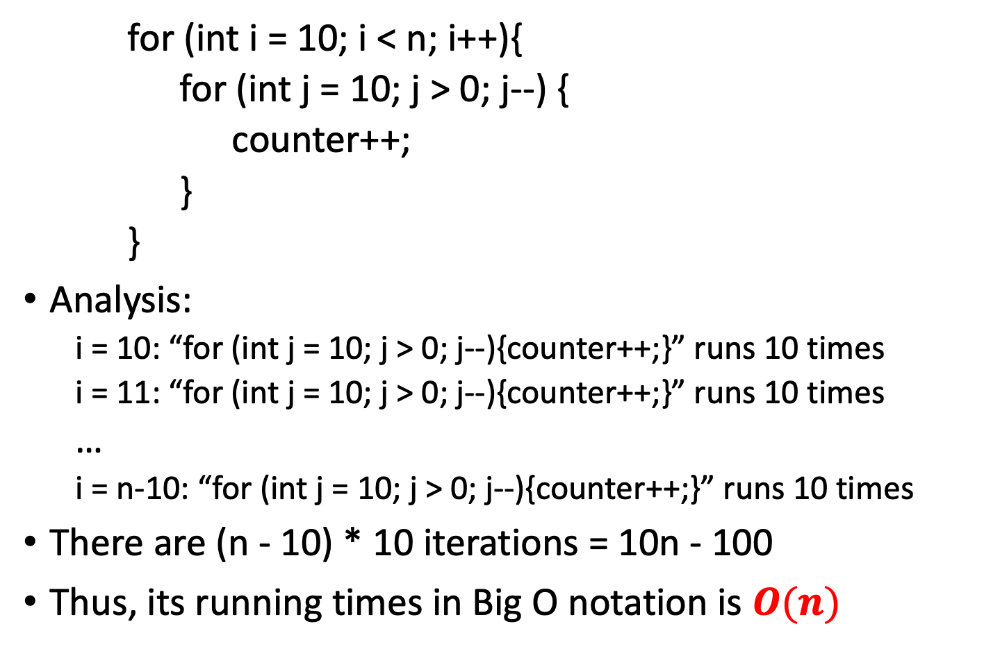 for (int i = 10; i < n; i++){
for (int j = 10; j > 0; j--) {
counter++;
}
}
• Analysis:
i = 10: “for (int j = 10; j > 0; j--){counter++;}” runs 10 times
i = 11: “for (int j = 10; j > 0; j--){counter++;}” runs 10 times
...
i = n-10: “for (int j = 10; j > 0; j--){counter++;}” runs 10 times
• There are (n - 10) * 10 iterations = 10n - 100
• Thus, its running times in Big O notation is O(n)